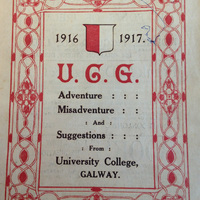 1916 1917.
U. C. G.
Adventure : : :
Misadventure : :
: And :
Suggestions : :
: From :
University College,
GALWAY.